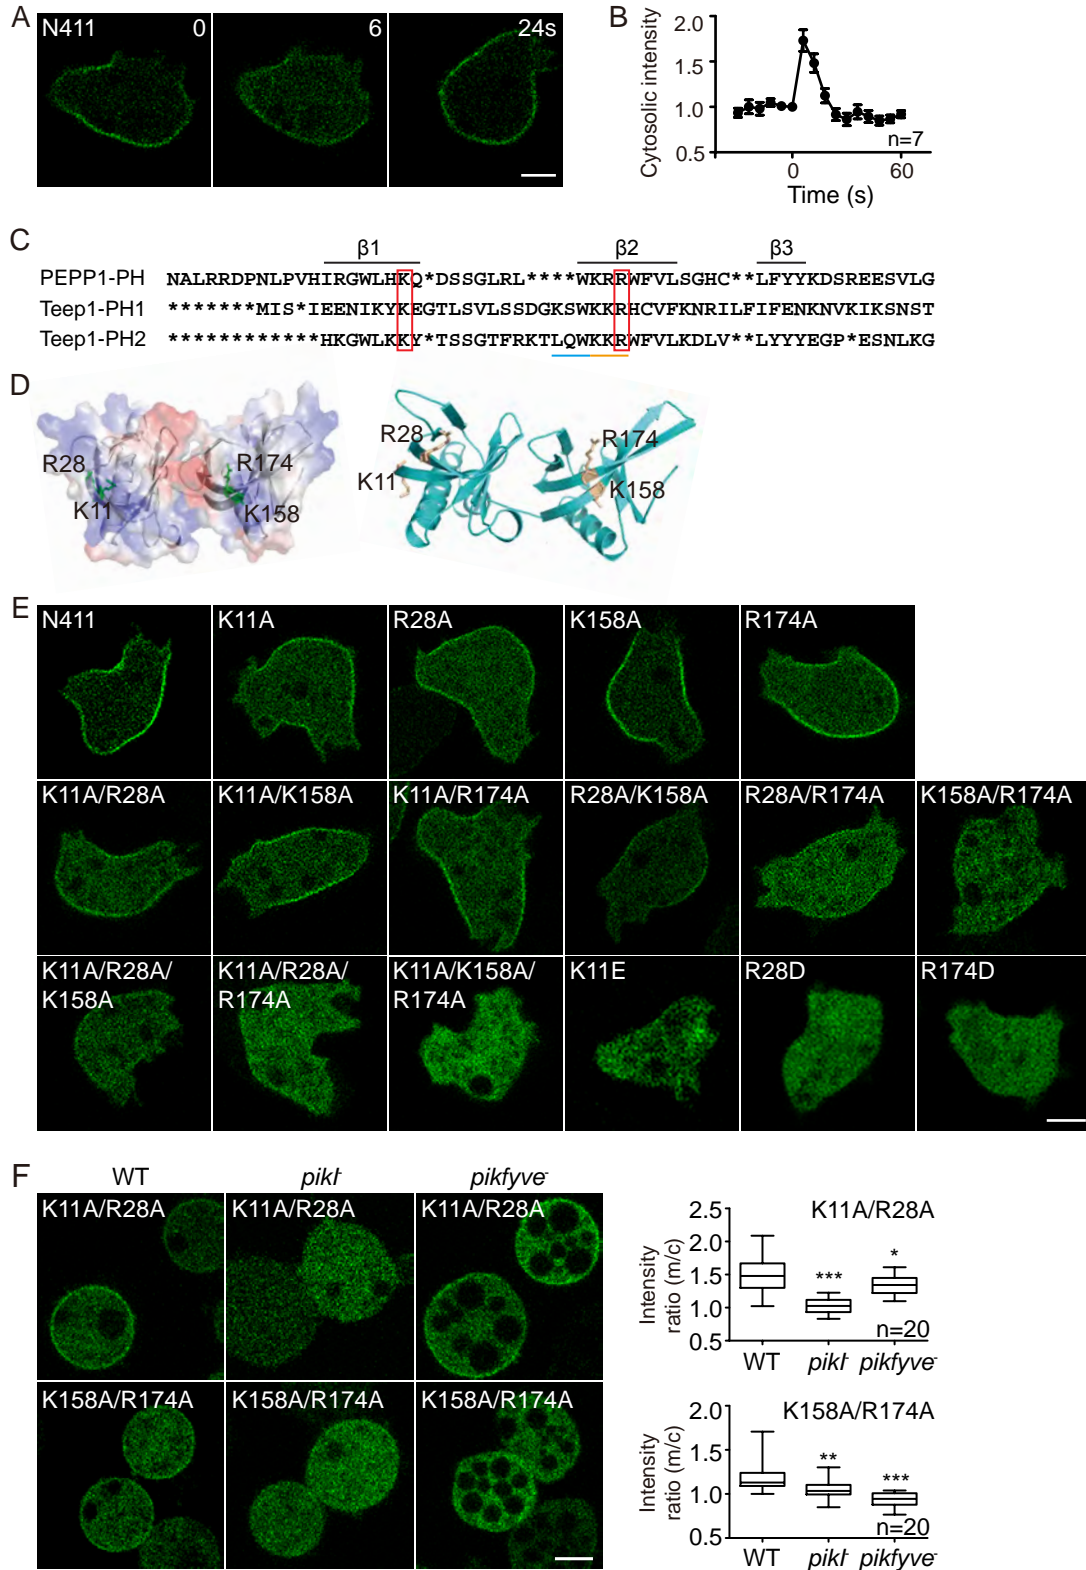 A
N411
0
6
24s
B
Cytosolic intensity
2.0
1.5
1.0
0.5
n=7
0
60
Time (s)
C
β1
β2
β3
PEPP1-PH NALRRDPNLPVHIRGWLHKQ*DSSGLRL****WKRRWFVLSGHC**LFYYKDSREESVLG
Teep1-PH1 *******MIS*IEENIKYKEGTLSVLSSDGKSWKKRHCVFKNRILFIFENKNVKIKSNST
Teep1-PH2 ************HKGWLKKY*TSSGTFRKTLQWKKRWFVLKDLV**LYYYEGP*ESNLKG
D
R28
K11
R174
K158
R28
K11
R174
K158
E
N411
K11A
R28A
K158A
R174A
K11A/R28A
K11A/K158A
K11A/R174A
R28A/K158A
R28A/R174A
K158A/R174A
K11A/R28A/
K158A
K11A/R28A/
R174A
K11A/K158A/
R174A
K11E
R28D
R174D
F
WT
pikI-
pikfyve-
K11A/R28A
K11A/R28A
K11A/R28A
K158A/R174A
K158A/R174A
K158A/R174A
Intensity
ratio (m/c)
2.5
2.0
1.5
1.0
0.5
K11A/R28A
***
*
n=20
WT
pikI-
pikfyve-
Intensity
ratio (m/c)
2.0
1.5
1.0
0.5
K158A/R174A
**
***
n=20
WT
pikI-
pikfyve-